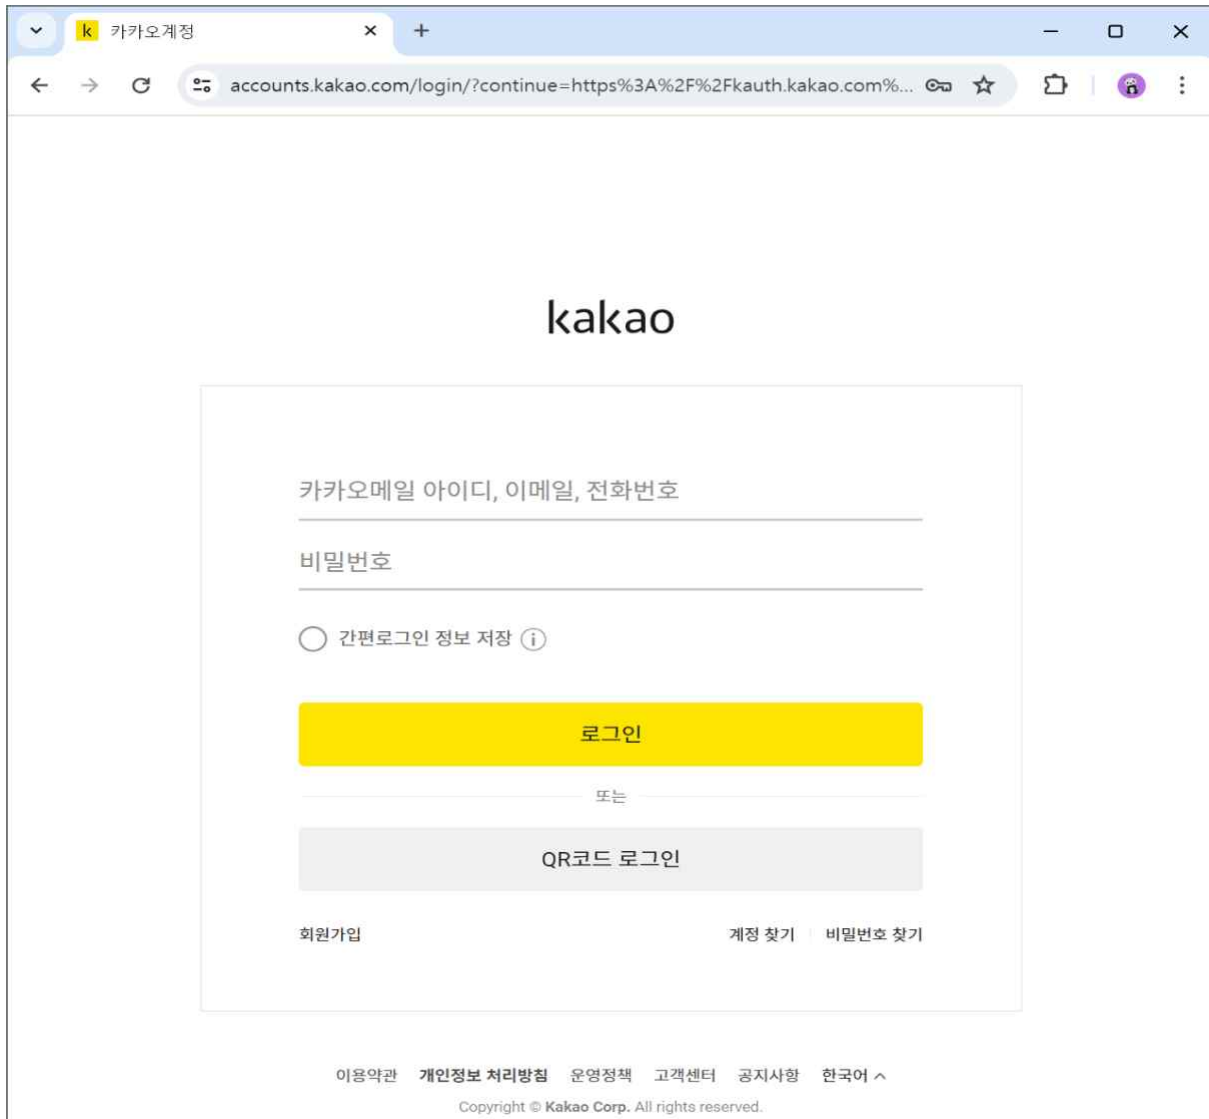 k 카카오계정
accounts.kakao.com/login/?continue=https%3A%2F%2Fkauth.kakao.com%...
kakao
카카오메일 아이디, 이메일, 전화번호
비밀번호
간편로그인 정보 저장 i
로그인
또는
QR코드 로그인
회원가입 계정 찾기 비밀번호 찾기
이용약관 개인정보 처리방침 운영정책 고객센터 공지사항 한국어
Copyright © Kakao Corp. All rights reserved.